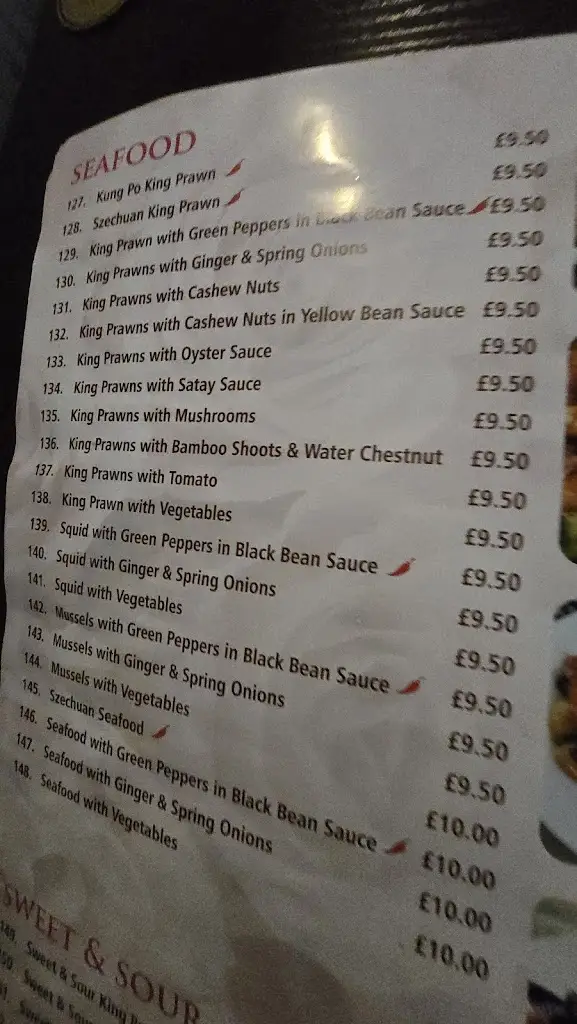 SEAFOOD
127. Kung Po King Prawn £9.50
128. Szechuan King Prawn £9.50
129. King Prawn with Green Peppers in Black Bean Sauce £9.50
130. King Prawns with Ginger & Spring Onions £9.50
131. King Prawns with Cashew Nuts £9.50
132. King Prawns with Cashew Nuts in Yellow Bean Sauce £9.50
133. King Prawns with Oyster Sauce £9.50
134. King Prawns with Satay Sauce £9.50
135. King Prawns with Mushrooms £9.50
136. King Prawns with Bamboo Shoots & Water Chestnut £9.50
137. King Prawns with Tomato £9.50
138. King Prawn with Vegetables £9.50
139. Squid with Green Peppers in Black Bean Sauce £9.50
140. Squid with Ginger & Spring Onions £9.50
141. Squid with Vegetables £9.50
142. Mussels with Green Peppers in Black Bean Sauce £9.50
143. Mussels with Ginger & Spring Onions £9.50
144. Mussels with Vegetables £9.50
145. Szechuan Seafood £10.00
146. Seafood with Green Peppers in Black Bean Sauce £10.00
147. Seafood with Ginger & Spring Onions £10.00
148. Seafood with Vegetables £10.00
SWEET & SOUR
149. Sweet & Sour King
Sweet & Sour
Sweet